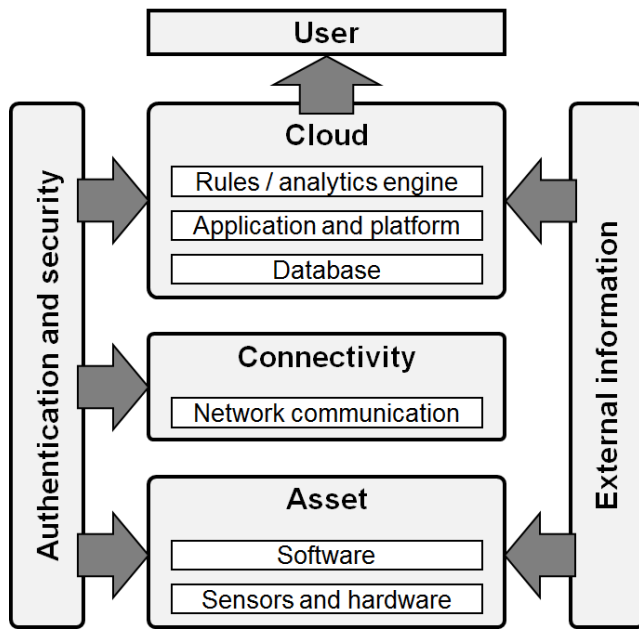 User
Authentication and security
Cloud
Rules / analytics engine
Application and platform
Database
Connectivity
Network communication
Asset
Software
Sensors and hardware
External information